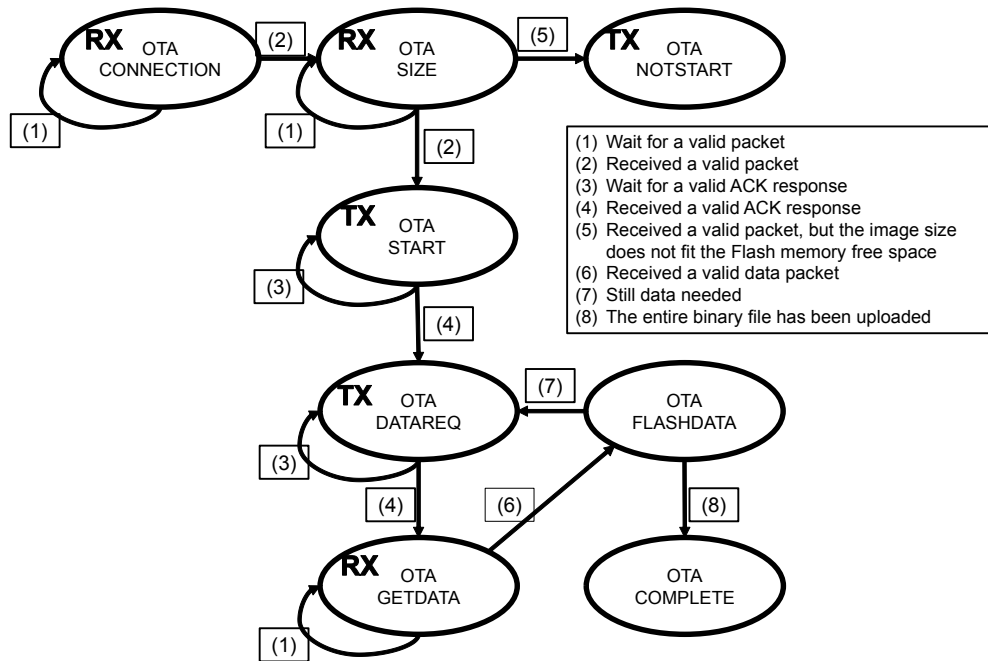 RX OTA CONNECTION
(2)
RX OTA SIZE
(5)
TX OTA NOTSTART
(1)
(1)
(2)
(1) Wait for a valid packet
(2) Received a valid packet
(3) Wait for a valid ACK response
(4) Received a valid ACK response
(5) Received a valid packet, but the image size
does not fit the Flash memory free space
(6) Received a valid data packet
(7) Still data needed
(8) The entire binary file has been uploaded
TX OTA START
(3)
(4)
TX OTA DATAREQ
(7)
OTA FLASHDATA
(3)
(4)
(6)
(8)
RX OTA GETDATA
OTA COMPLETE
(1)